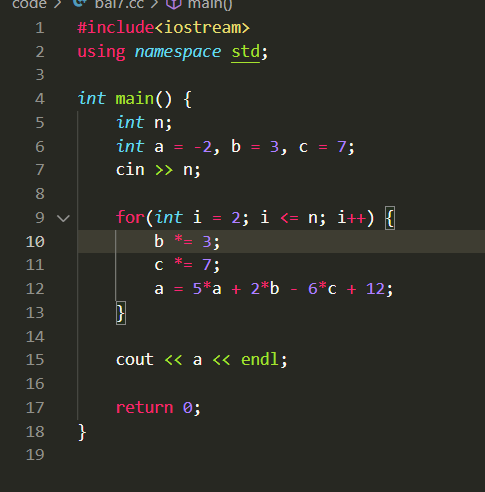 code > bai7.cc > main()
1 #include<iostream>
2 using namespace std;
3
4 int main() {
5 int n;
6 int a = -2, b = 3, c = 7;
7 cin >> n;
8
9 for(int i = 2; i <= n; i++) {
10 b *= 3;
11 c *= 7;
12 a = 5*a + 2*b - 6*c + 12;
13 }
14
15 cout << a << endl;
16
17 return 0;
18 }
19